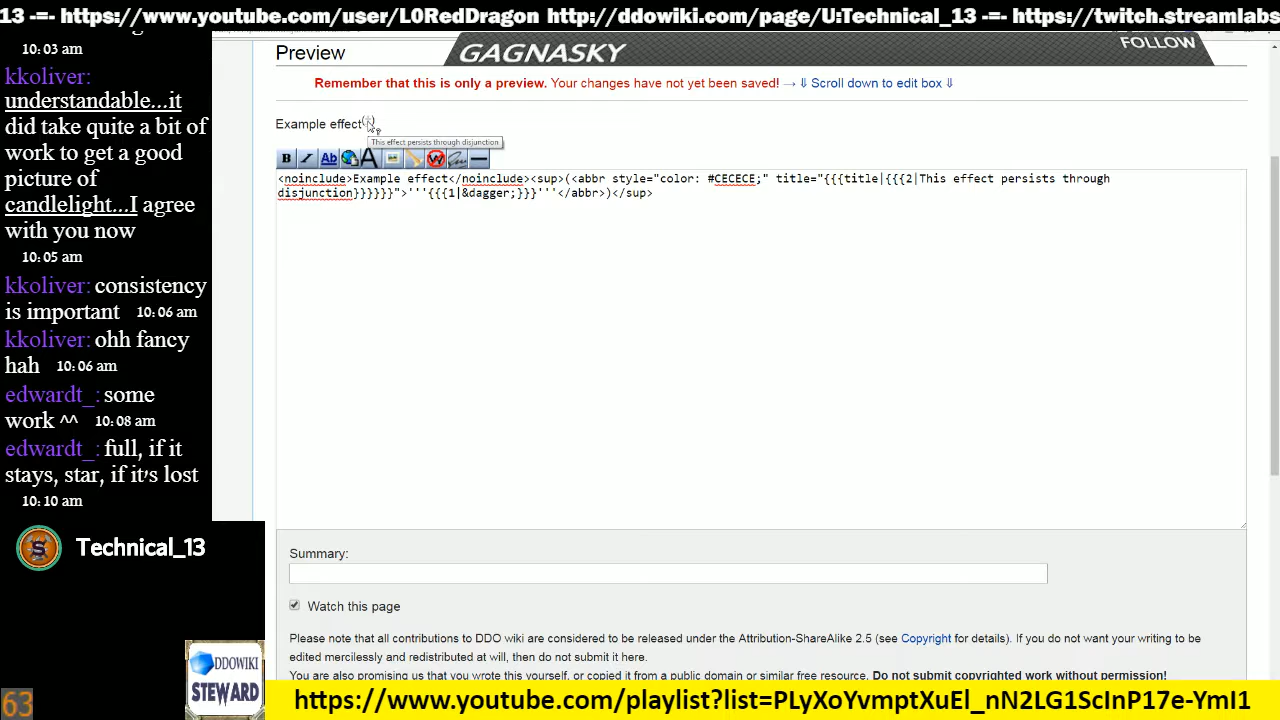 13 -=- https://www.youtube.com/user/L0RedDragon http://ddowiki.com/page/U:Technical_13 -=- https://twitch.streamlabs
10:03 am
kkoliver:
understandable...it
did take quite a bit of
work to get a good
picture of
candlelight...I agree
with you now
10:05 am
kkoliver: consistency
is important 10:06 am
kkoliver: ohh fancy
hah 10:06 am
edwardt_: some
work ^^ 10:08 am
edwardt_: full, if it
stays, star, if it's lost
10:10 am
Technical_13
DDOWIKI
STEWARD
63
GAGNASKY
FOLLOW
Preview
Remember that this is only a preview. Your changes have not yet been saved! → ⇓ Scroll down to edit box ⇓
Example effect
This effect persists through disjunction
<noinclude>Example effect</noinclude><sup>(<abbr style="color: #CECECE;" title="{{{title|{{{2|This effect persists through
disjunction}}}}}}">'''{{{1|&dagger;}}}'''</abbr>)</sup>
Summary:
Watch this page
Please note that all contributions to DDO wiki are considered to be released under the Attribution-ShareAlike 2.5 (see Copyright for details). If you do not want your writing to be
edited mercilessly and redistributed at will, then do not submit it here.
You are also promising us that you wrote this yourself, or copied it from a public domain or similar free resource. Do not submit copyrighted work without permission!
https://www.youtube.com/playlist?list=PLyXoYvmptXuEl_nN2LG1ScInP17e-YmI1